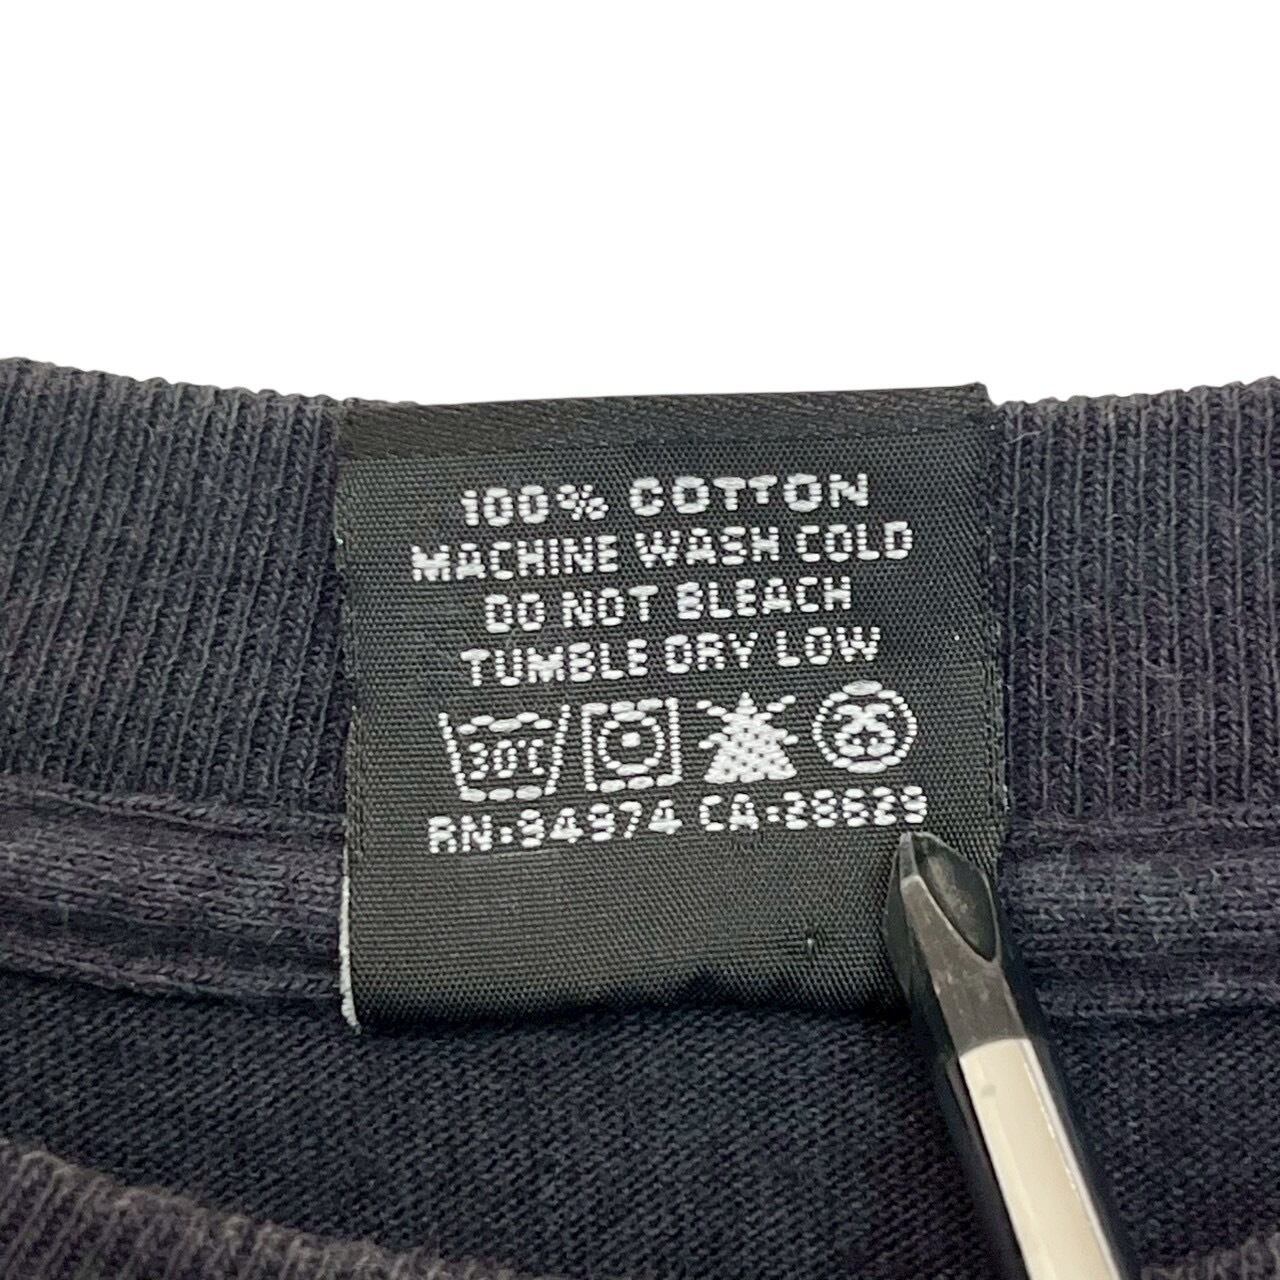 100% COTTON
MACHINE WASH COLD
DO NOT BLEACH
TUMBLE DRY LOW
30°C
RN:94974 CA:28629